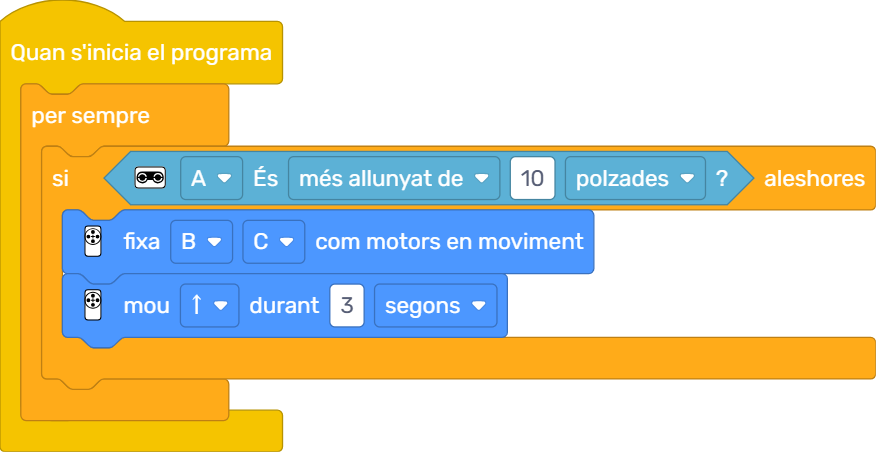 Quan s'inicia el programa
per sempre
si A És més allunyat de 10 polzades ? aleshores
fixa B C com motors en moviment
mou ↑ durant 3 segons